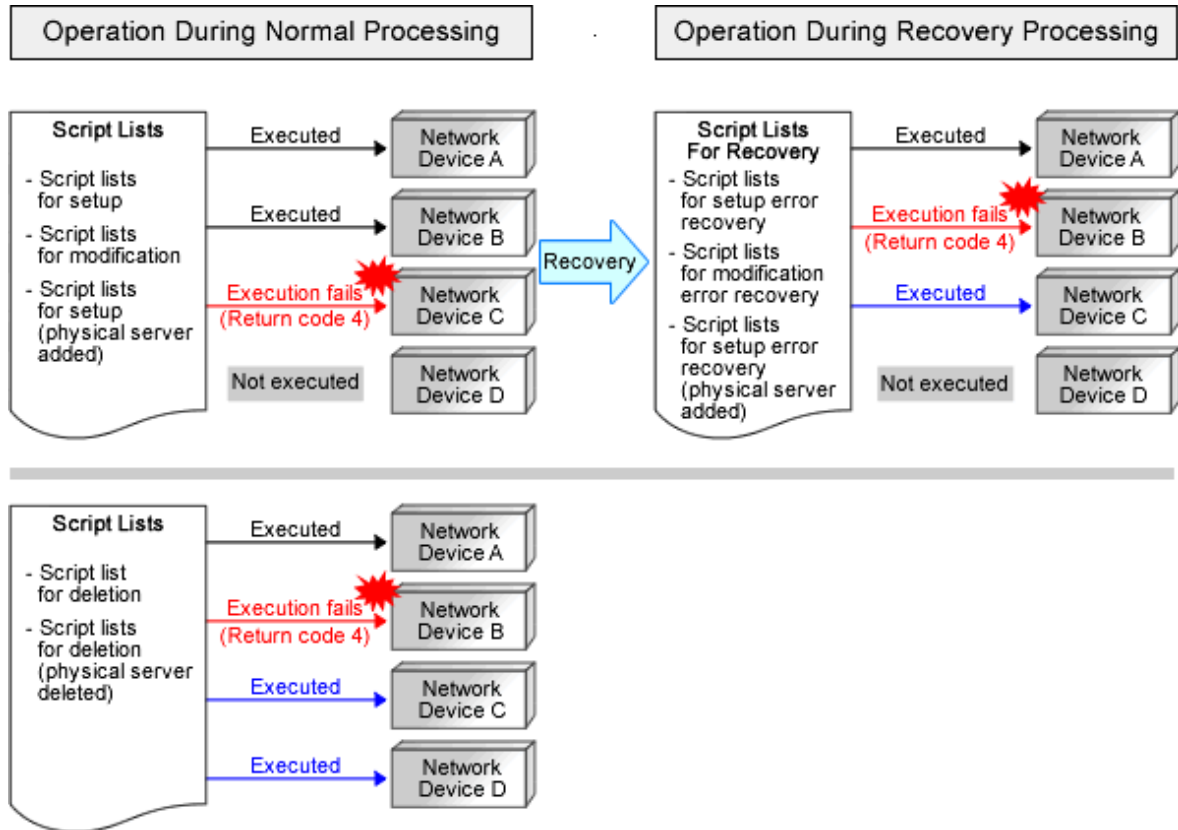 Operation During Normal Processing
Operation During Recovery Processing
Script Lists
- Script lists
for setup
- Script lists
for modification
- Script lists
for setup
(physical server
added)
Executed
Network
Device A
Executed
Network
Device B
Execution fails
(Return code 4)
Network
Device C
Not executed
Network
Device D
Recovery
Script Lists
For Recovery
- Script lists
for setup error
recovery
- Script lists
for modification
error recovery
- Script lists
for setup error
recovery
(physical server
added)
Executed
Network
Device A
Execution fails
(Return code 4)
Network
Device B
Executed
Network
Device C
Not executed
Network
Device D
Script Lists
- Script list
for deletion
- Script lists
for deletion
(physical server
deleted)
Executed
Network
Device A
Execution fails
(Return code 4)
Network
Device B
Executed
Network
Device C
Executed
Network
Device D